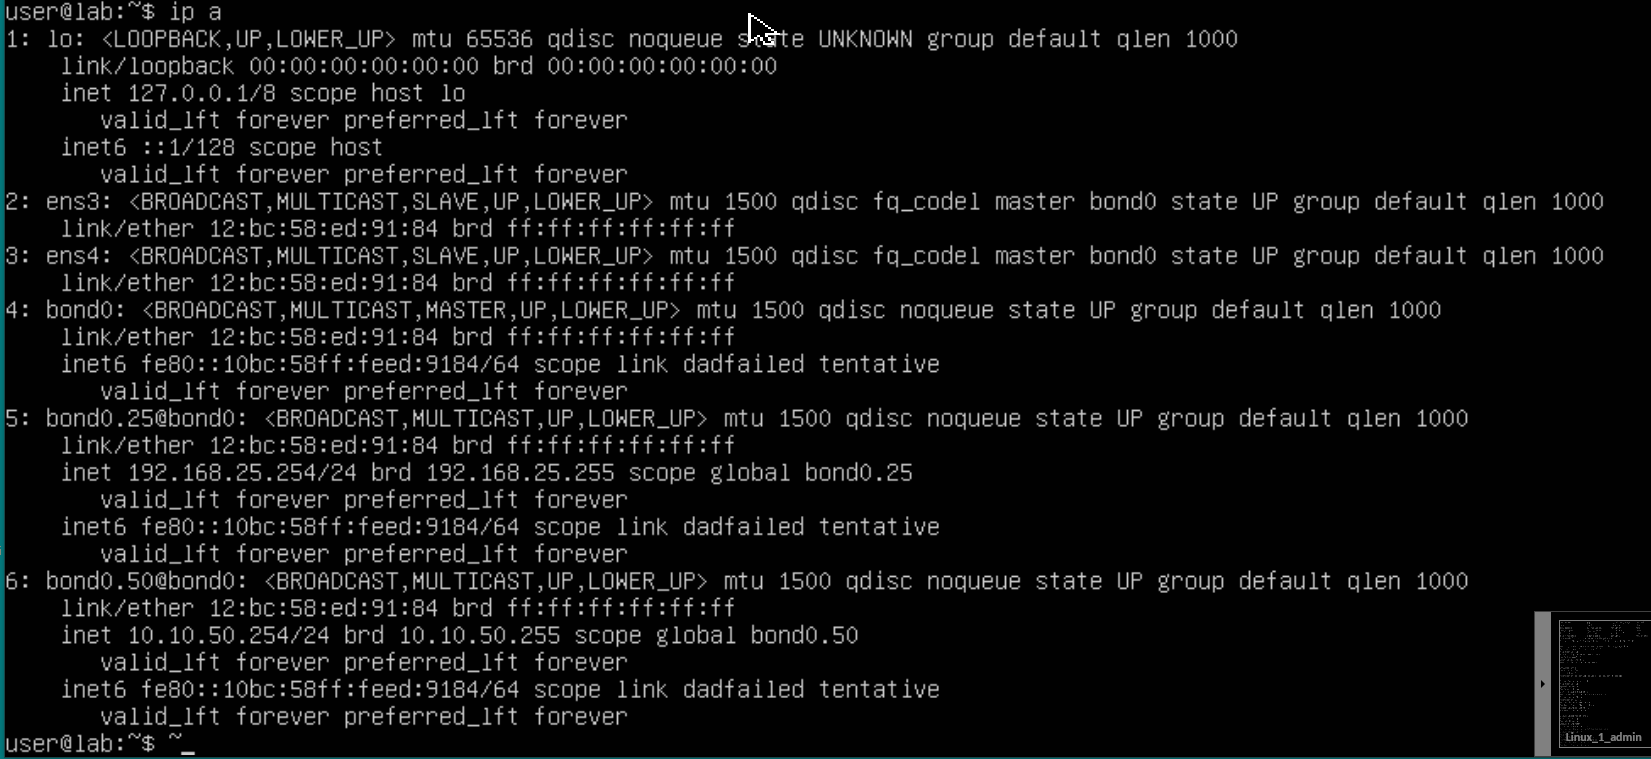 user@lab:~$ ip a
1: lo: <LOOPBACK,UP,LOWER_UP> mtu 65536 qdisc noqueue state UNKNOWN group default qlen 1000
link/loopback 00:00:00:00:00:00 brd 00:00:00:00:00:00
inet 127.0.0.1/8 scope host lo
valid_lft forever preferred_lft forever
inet6 ::1/128 scope host
valid_lft forever preferred_lft forever
2: ens3: <BROADCAST,MULTICAST,SLAVE,UP,LOWER_UP> mtu 1500 qdisc fq_codel master bond0 state UP group default qlen 1000
link/ether 12:bc:58:ed:91:84 brd ff:ff:ff:ff:ff:ff
3: ens4: <BROADCAST,MULTICAST,SLAVE,UP,LOWER_UP> mtu 1500 qdisc fq_codel master bond0 state UP group default qlen 1000
link/ether 12:bc:58:ed:91:84 brd ff:ff:ff:ff:ff:ff
4: bond0: <BROADCAST,MULTICAST,MASTER,UP,LOWER_UP> mtu 1500 qdisc noqueue state UP group default qlen 1000
link/ether 12:bc:58:ed:91:84 brd ff:ff:ff:ff:ff:ff
inet6 fe80::10bc:58ff:feed:9184/64 scope link dadfailed tentative
valid_lft forever preferred_lft forever
5: bond0.25@bond0: <BROADCAST,MULTICAST,UP,LOWER_UP> mtu 1500 qdisc noqueue state UP group default qlen 1000
link/ether 12:bc:58:ed:91:84 brd ff:ff:ff:ff:ff:ff
inet 192.168.25.254/24 brd 192.168.25.255 scope global bond0.25
valid_lft forever preferred_lft forever
inet6 fe80::10bc:58ff:feed:9184/64 scope link dadfailed tentative
valid_lft forever preferred_lft forever
6: bond0.50@bond0: <BROADCAST,MULTICAST,UP,LOWER_UP> mtu 1500 qdisc noqueue state UP group default qlen 1000
link/ether 12:bc:58:ed:91:84 brd ff:ff:ff:ff:ff:ff
inet 10.10.50.254/24 brd 10.10.50.255 scope global bond0.50
valid_lft forever preferred_lft forever
inet6 fe80::10bc:58ff:feed:9184/64 scope link dadfailed tentative
valid_lft forever preferred_lft forever
user@lab:~$ ~_
Linux_1_admin